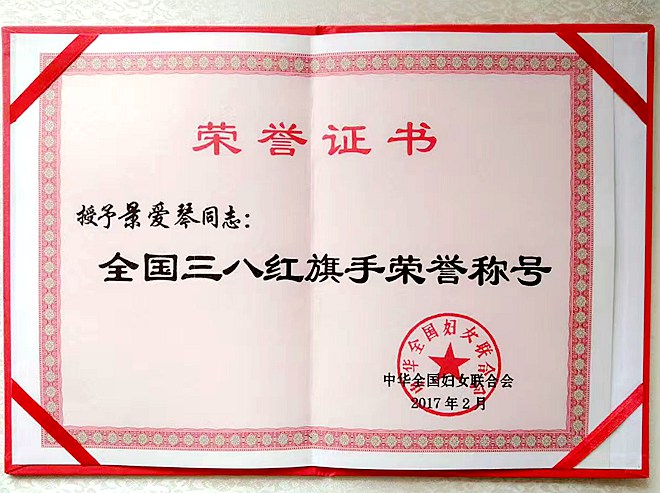 荣誉证书
授予景爱琴同志：
全国三八红旗手荣誉称号
中华全国妇女联合会
中华全国妇女联合会
2017年2月